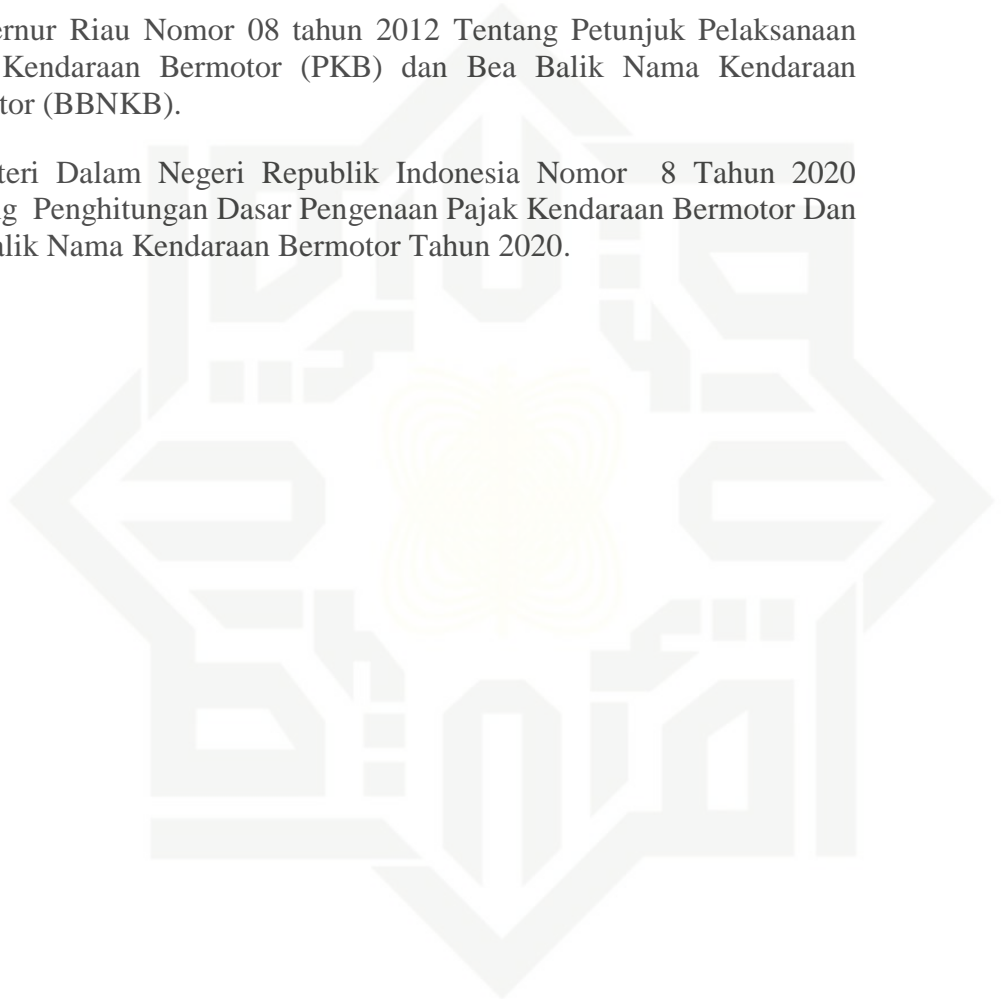 ernur Riau Nomor 08 tahun 2012 Tentang Petunjuk Pelaksanaan
Kendaraan Bermotor (PKB) dan Bea Balik Nama Kendaraan
tor (BBNKB).
teri Dalam Negeri Republik Indonesia Nomor 8 Tahun 2020
g Penghitungan Dasar Pengenaan Pajak Kendaraan Bermotor Dan
alik Nama Kendaraan Bermotor Tahun 2020.